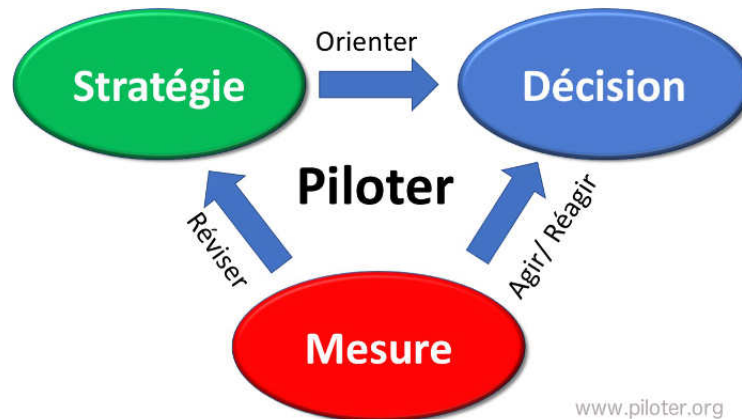 Orienter
Stratégie
Décision
Piloter
Réviser
Agir/ Réagir
Mesure
www.piloter.org